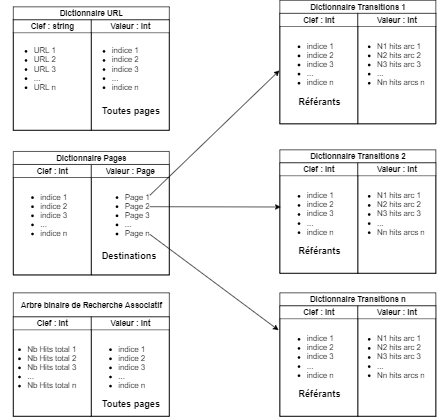 Dictionnaire URL
Clef : string
Valeur : Int
URL 1
URL 2
URL 3
...
URL n
indice 1
indice 2
indice 3
...
indice n
Toutes pages
Dictionnaire Pages
Clef : Int
Valeur : Page
indice 1
indice 2
indice 3
...
indice n
Page 1
Page 2
Page 3
...
Page n
Destinations
Arbre binaire de Recherche Associatif
Clef : Int
Valeur : Int
Nb Hits total 1
Nb Hits total 2
Nb Hits total 3
...
Nb Hits total n
indice 1
indice 2
indice 3
...
indice n
Toutes pages
Dictionnaire Transitions 1
Clef : Int
Valeur : Int
indice 1
indice 2
indice 3
...
indice n
Référants
N1 hits arc 1
N2 hits arc 2
N3 hits arc 3
...
Nn hits arcs n
Dictionnaire Transitions 2
Clef : Int
Valeur : Int
indice 1
indice 2
indice 3
...
indice n
Référants
N1 hits arc 1
N2 hits arc 2
N3 hits arc 3
...
Nn hits arcs n
Dictionnaire Transitions n
Clef : Int
Valeur : Int
indice 1
indice 2
indice 3
...
indice n
Référants
N1 hits arc 1
N2 hits arc 2
N3 hits arc 3
...
Nn hits arcs n